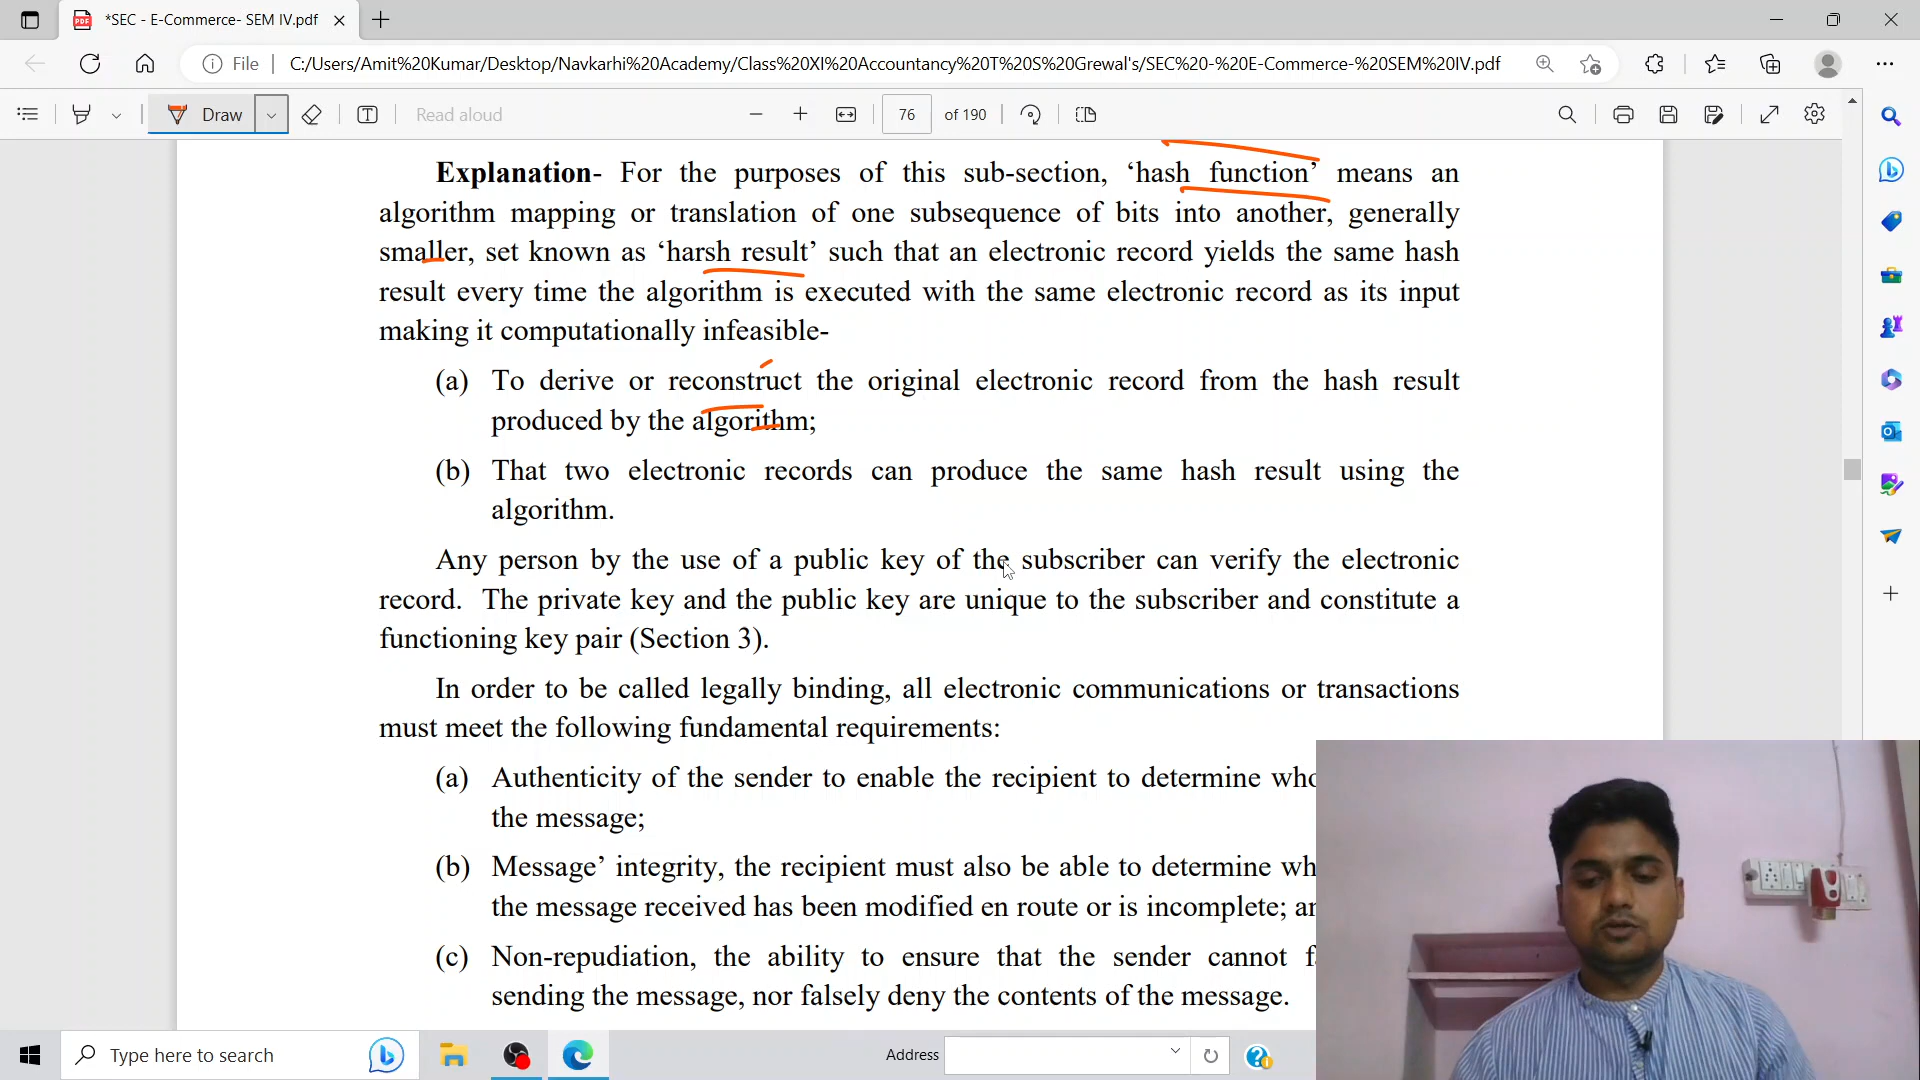 *SEC - E-Commerce- SEM IV.pdf
File C:/Users/Amit%20Kumar/Desktop/Navkarhi%20Academy/Class%20XI%20Accountancy%20T%20S%20Grewal's/SEC%20-%20E-Commerce-%20SEM%20IV.pdf
Draw Read aloud 76 of 190
Explanation- For the purposes of this sub-section, ‘hash function’ means an
algorithm mapping or translation of one subsequence of bits into another, generally
smaller, set known as ‘harsh result’ such that an electronic record yields the same hash
result every time the algorithm is executed with the same electronic record as its input
making it computationally infeasible-
(a) To derive or reconstruct the original electronic record from the hash result
produced by the algorithm;
(b) That two electronic records can produce the same hash result using the
algorithm.
Any person by the use of a public key of the subscriber can verify the electronic
record. The private key and the public key are unique to the subscriber and constitute a
functioning key pair (Section 3).
In order to be called legally binding, all electronic communications or transactions
must meet the following fundamental requirements:
(a) Authenticity of the sender to enable the recipient to determine who
the message;
(b) Message’ integrity, the recipient must also be able to determine wh
the message received has been modified en route or is incomplete; an
(c) Non-repudiation, the ability to ensure that the sender cannot f
sending the message, nor falsely deny the contents of the message.
Type here to search
Address